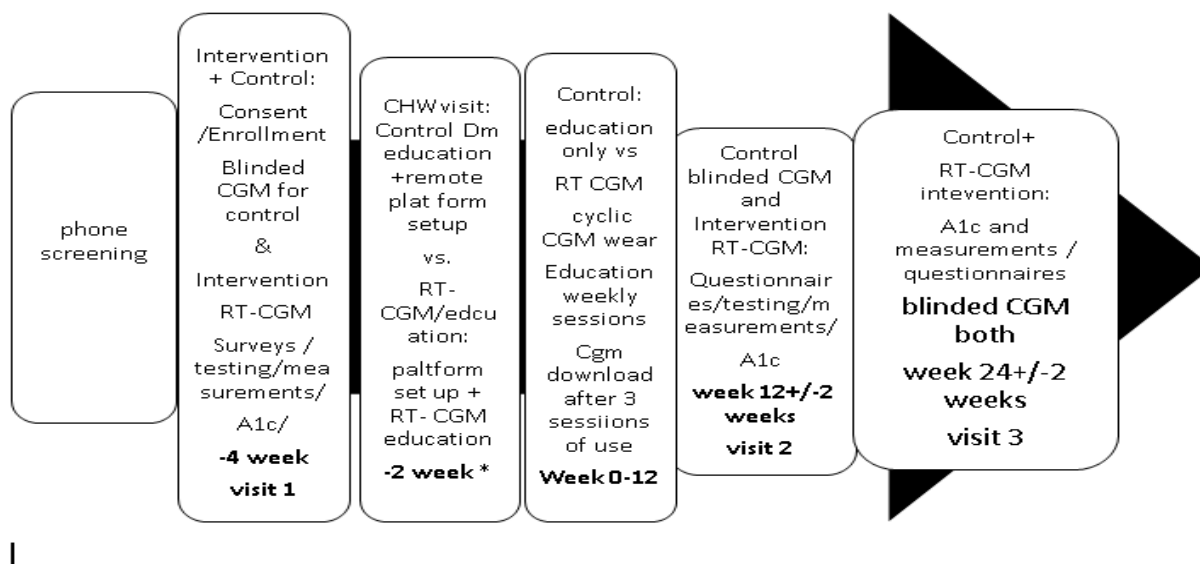 phone
screening
Intervention
+ Control:
Consent
/Enrollment
Blinded
CGM for
control
&
Intervention
RT-CGM
Surveys /
testing/mea
surements/
A1c/
-4 week
visit 1
CHW visit:
Control Dm
education
+remote
plat form
setup
vs.
RT-
CGM/edcu
ation:
paltform
set up +
RT- CGM
education
-2 week *
Control:
education
only vs
RT CGM
cyclic
CGM wear
Education
weekly
sessions
Cgm
download
after 3
sessiions
of use
Week 0-12
Control
blinded CGM
and
Intervention
RT-CGM:
Questionnair
es/testing/m
easurements/
A1c
week 12+/-2
weeks
visit 2
Control+
RT-CGM
intevention:
A1c and
measurements /
questionnaires
blinded CGM
both
week 24+/-2
weeks
visit 3